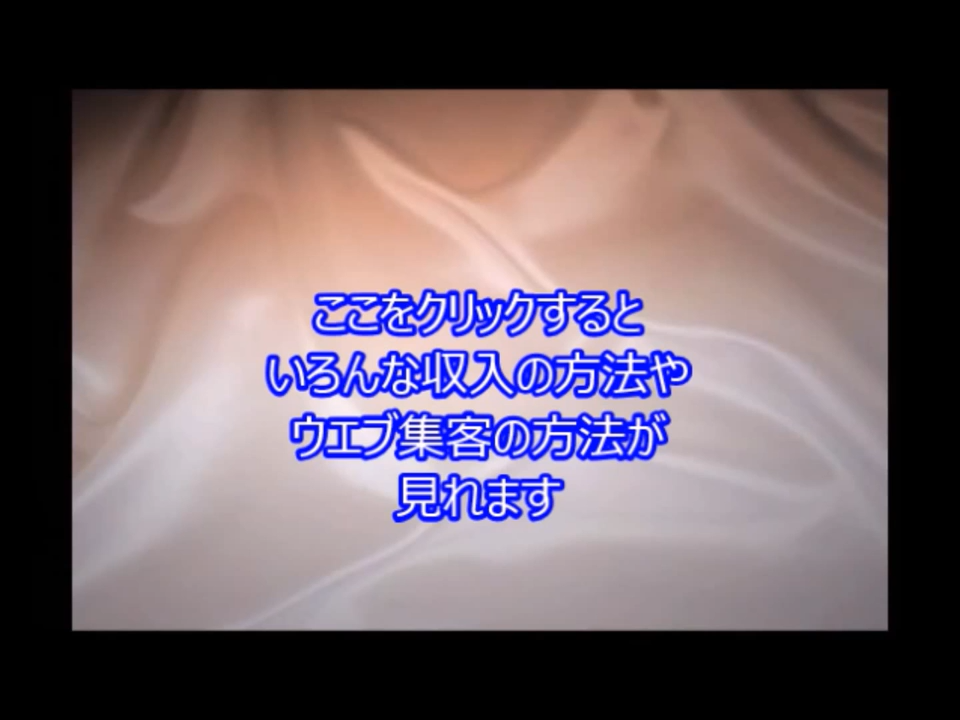 ここをクリックすると
いろんな収入の方法や
ウエブ集客の方法が
見れます